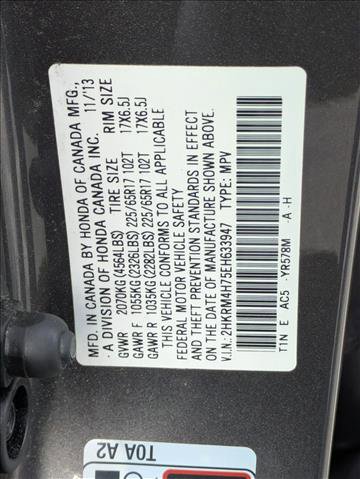 MFD. IN CANADA BY HONDA OF CANADA MFG.,
A DIVISION OF HONDA CANADA INC. 11/'13
GVWR 2070KG (4564LBS) TIRE SIZE RIM SIZE
GAWR F 1055KG (2326LBS) 225/65R17 102T 17X6.5J
GAWR R 1035KG (2282LBS) 225/65R17 102T 17X6.5J
THIS VEHICLE CONFORMS TO ALL APPLICABLE
FEDERAL MOTOR VEHICLE SAFETY
AND THEFT PREVENTION STANDARDS IN EFFECT
ON THE DATE OF MANUFACTURE SHOWN ABOVE.
V.I.N.: 2HKRM4H75EH633947 TYPE: MPV
T1N E AC5 YR578M -A -H
T0A A2